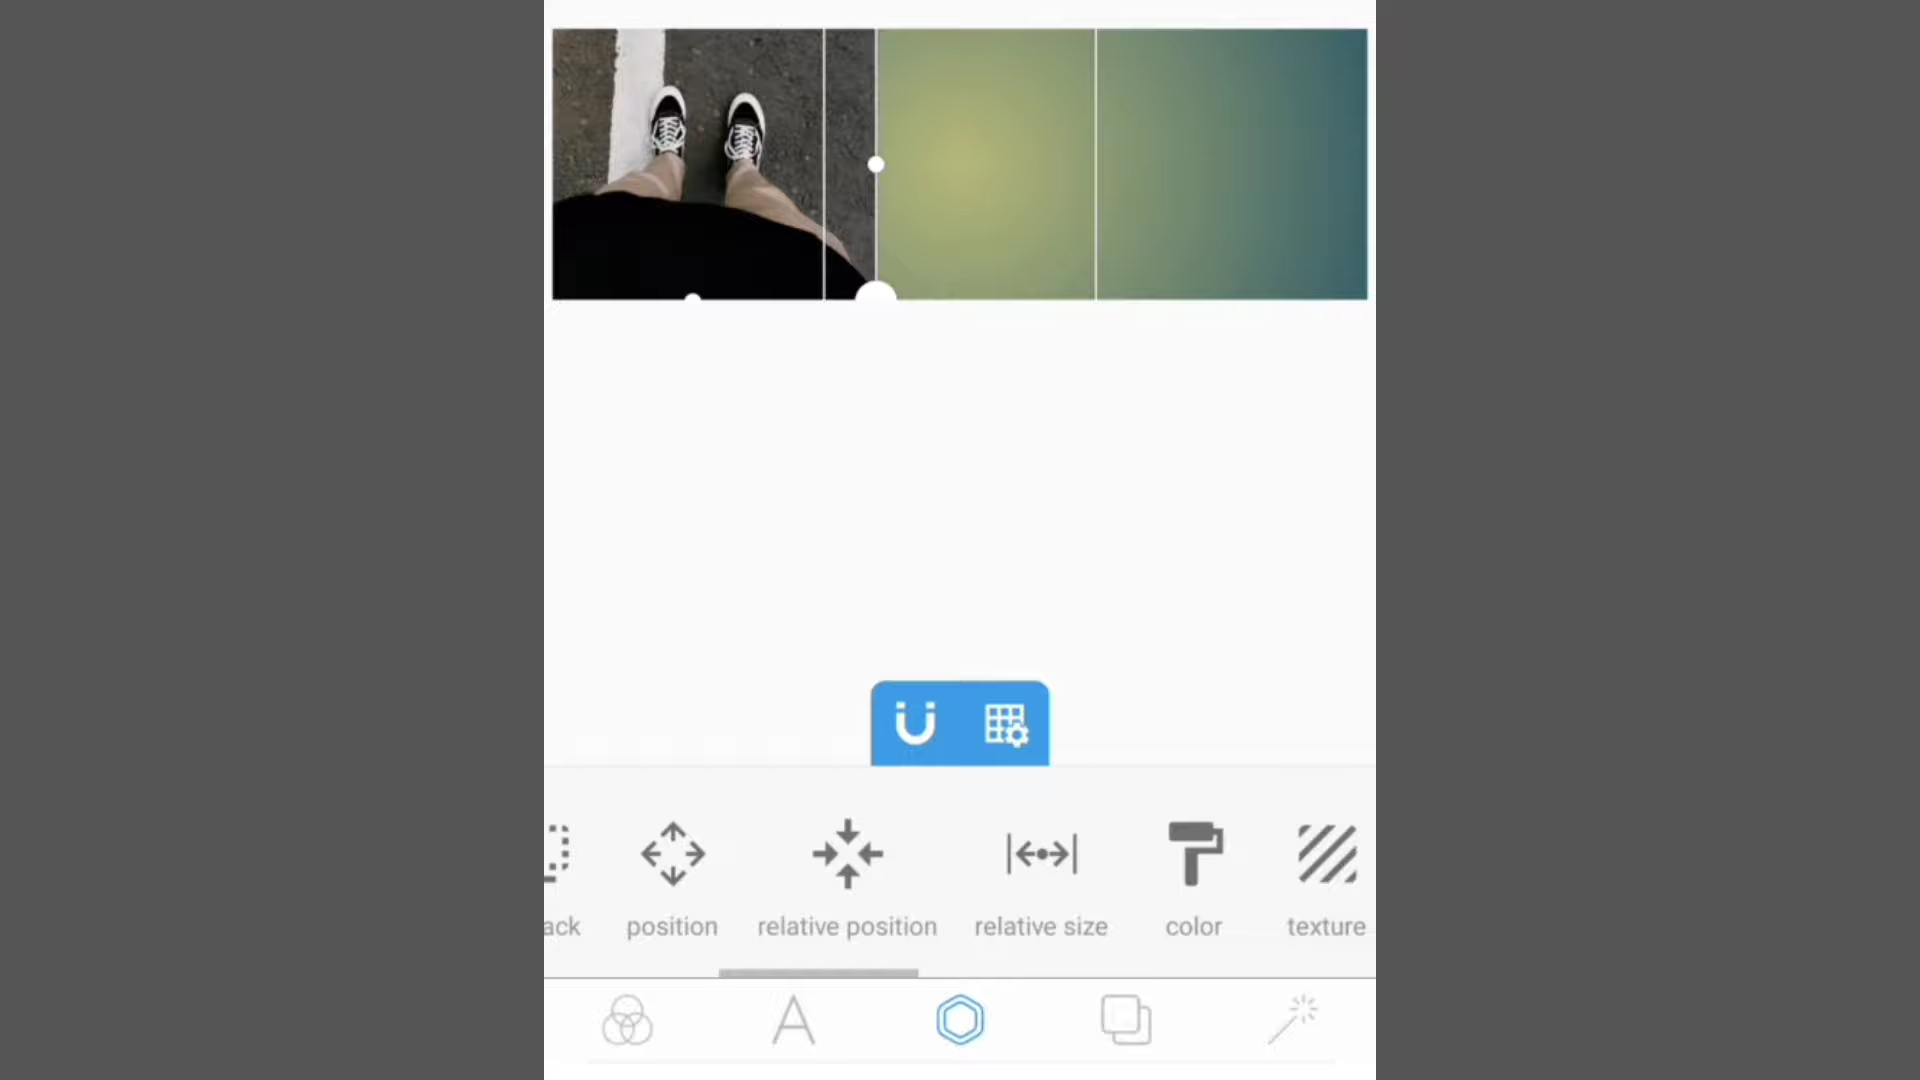 ack
position
relative position
relative size
color
texture